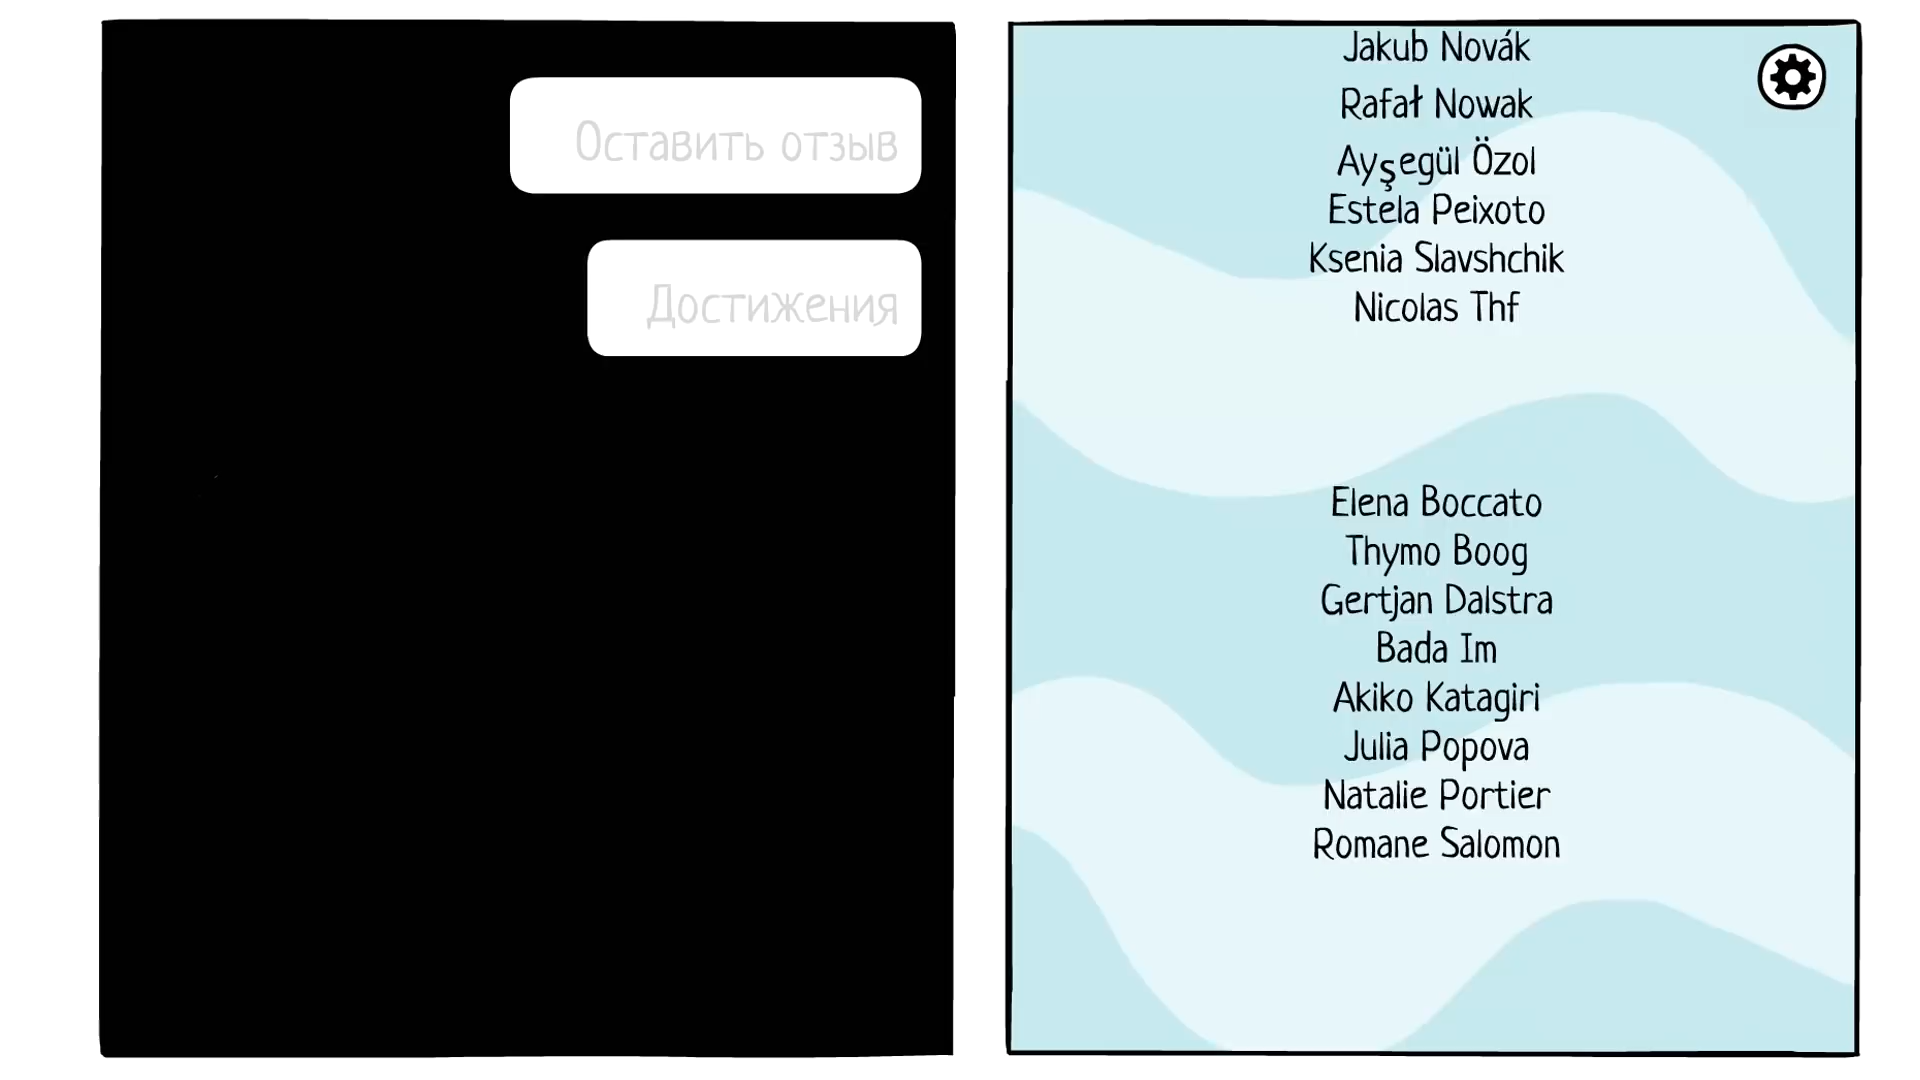 Оставить отзыв
Достижения
Jakub Novák
Rafał Nowak
Ayşegül Özol
Estela Peixoto
Ksenia Slavshchik
Nicolas Thf
Elena Boccato
Thymo Boog
Gertjan Dalstra
Bada Im
Akiko Katagiri
Julia Popova
Natalie Portier
Romane Salomon